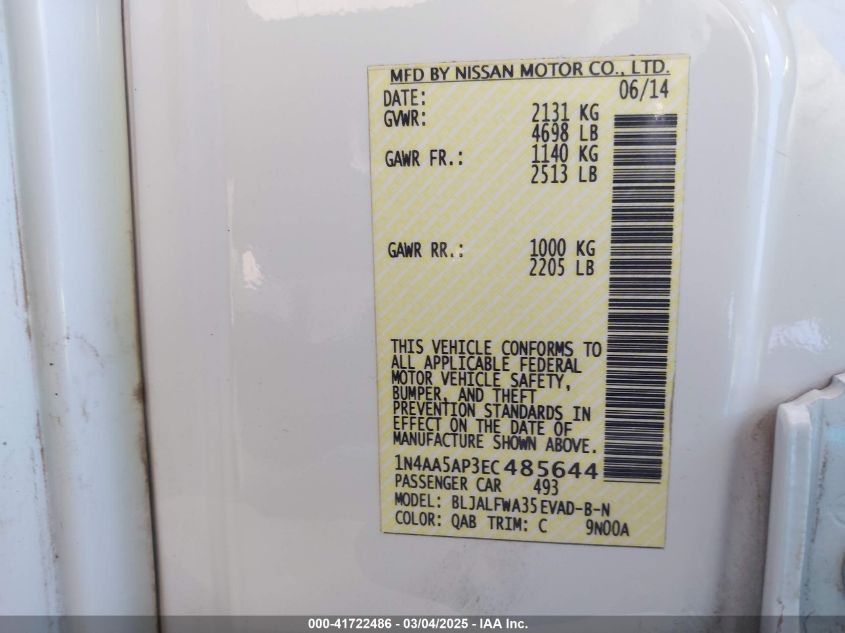 MFD BY NISSAN MOTOR CO., LTD.
DATE: 06/14
GVWR: 2131 KG
4698 LB
GAWR FR.: 1140 KG
2513 LB
GAWR RR.: 1000 KG
2205 LB
THIS VEHICLE CONFORMS TO
ALL APPLICABLE FEDERAL
MOTOR VEHICLE SAFETY,
BUMPER, AND THEFT
PREVENTION STANDARDS IN
EFFECT ON THE DATE OF
MANUFACTURE SHOWN ABOVE.
1N4AA5AP3EC485644
PASSENGER CAR 493
MODEL: BLJALFWA35EVAD-B-N
COLOR: QAB TRIM: C 9N00A
000-41722486 - 03/04/2025 - IAA Inc.